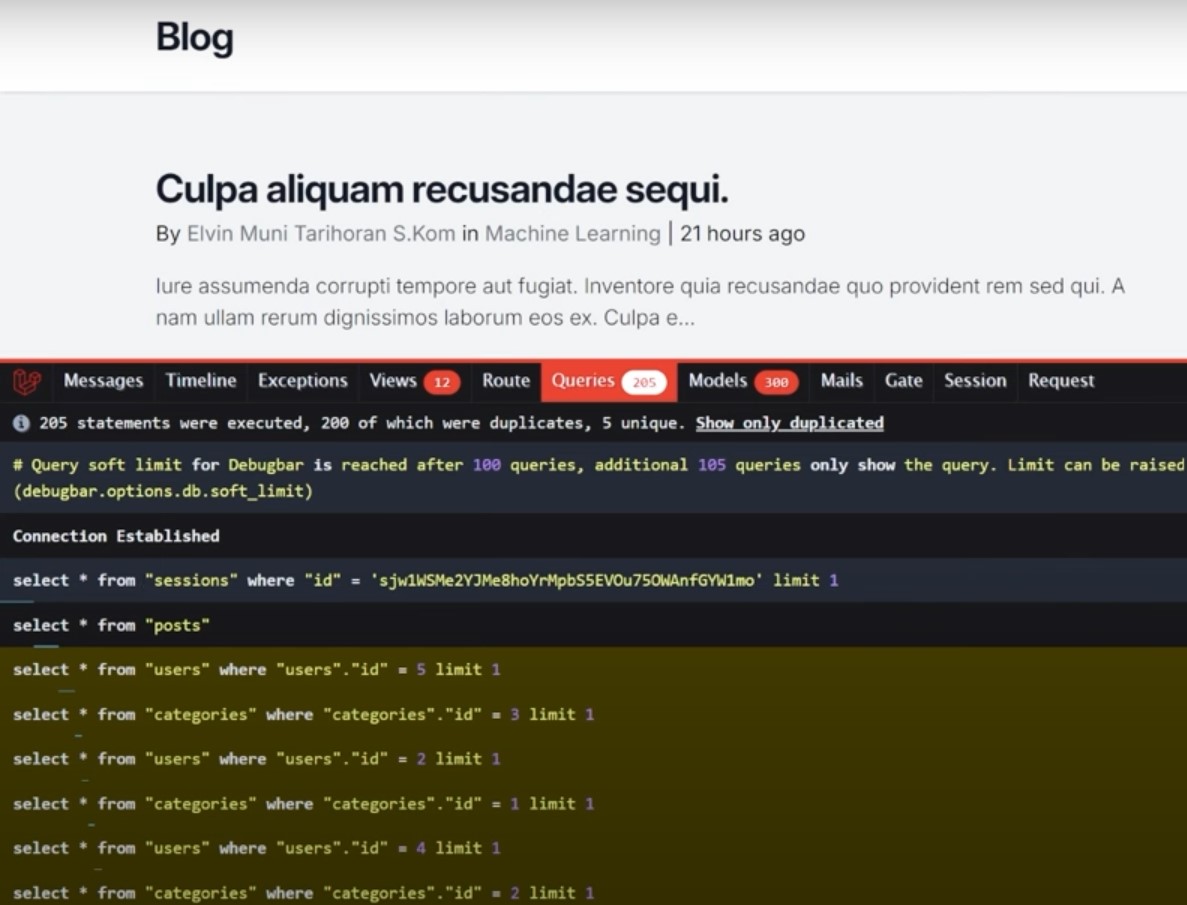 Blog
Culpa aliquam recusandae sequi.
By Elvin Muni Tarihoran S.Kom in Machine Learning | 21 hours ago
Iure assumenda corrupti tempore aut fugiat. Inventore quia recusandae quo provident rem sed qui. A
nam ullam rerum dignissimos laborum eos ex. Culpa e...
Messages Timeline Exceptions Views 12 Route Queries 205 Models 300 Mails Gate Session Request
205 statements were executed, 200 of which were duplicates, 5 unique. Show only duplicated
# Query soft limit for Debugbar is reached after 100 queries, additional 105 queries only show the query. Limit can be raised
(debugbar.options.db.soft_limit)
Connection Established
select * from "sessions" where "id" = 'sjw1WSMe2YJMe8hoYrMpbS5EVOu75OWAnfGYW1mo' limit 1
select * from "posts"
select * from "users" where "users"."id" = 5 limit 1
select * from "categories" where "categories"."id" = 3 limit 1
select * from "users" where "users"."id" = 2 limit 1
select * from "categories" where "categories"."id" = 1 limit 1
select * from "users" where "users"."id" = 4 limit 1
select * from "categories" where "categories"."id" = 2 limit 1